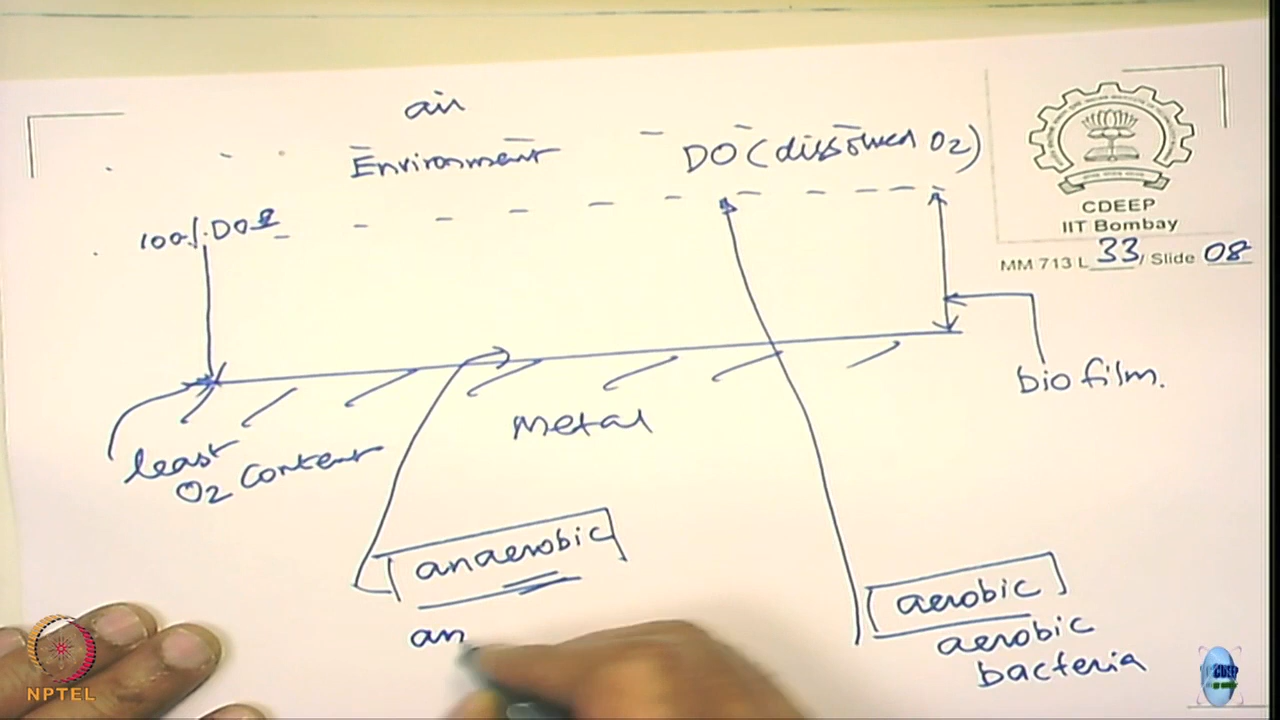 air
Environment
DO (dissolved O2)
100% DO
least
O2 content
Metal
bio film.
anaerobic
an
aerobic
aerobic
bacteria
CDEEP
IIT Bombay
MM 713 L 33 / Slide 08
NPTEL